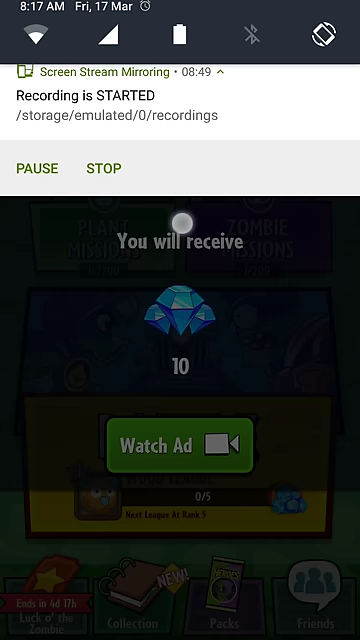 8:17 AM Fri, 17 Mar
Screen Stream Mirroring • 08:49
Recording is STARTED
/storage/emulated/0/recordings
PAUSE STOP
PLANT MISSIONS
ZOMBIE MISSIONS
You will receive
10
Watch Ad
0/5
Next League At Rank 5
Ends in 4d 17h
Luck o' the Zombie
NEW!
Collection
Packs
Friends